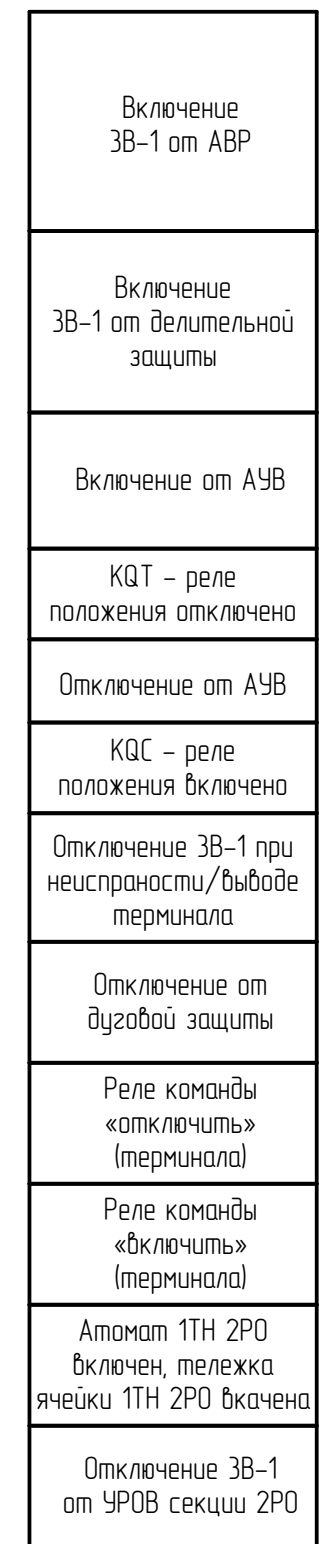 Включение
ЗВ-1 от АВР
Включение
ЗВ-1 от делительной
защиты
Включение от АУВ
KQT - реле
положения отключено
Отключение от АУВ
KQC - реле
положения включено
Отключение ЗВ-1 при
неиспраности/выводе
терминала
Отключение от
дуговой защиты
Реле команды
«отключить»
(терминала)
Реле команды
«включить»
(терминала)
Атомат 1ТН 2РО
включен, тележка
ячейки 1ТН 2РО вкачена
Отключение ЗВ-1
от УРОВ секции 2РО